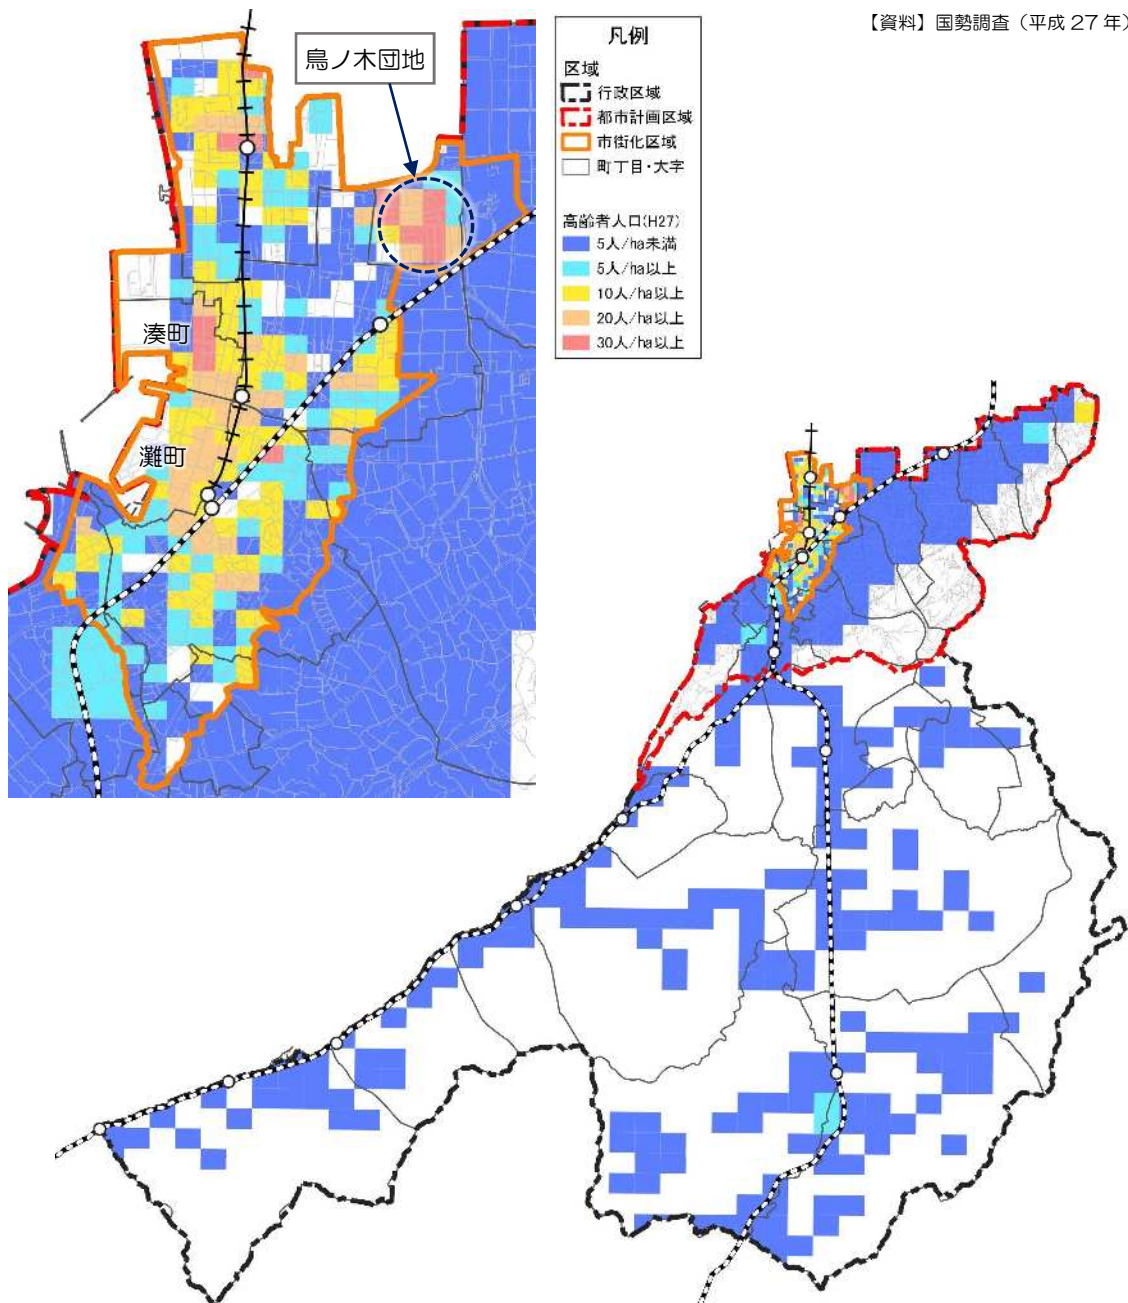 【資料】国勢調査（平成 27 年）
鳥ノ木団地
湊町
灘町
凡例
区域
行政区域
都市計画区域
市街化区域
町丁目・大字
高齢者人口(H27)
5人/ha未満
5人/ha以上
10人/ha以上
20人/ha以上
30人/ha以上